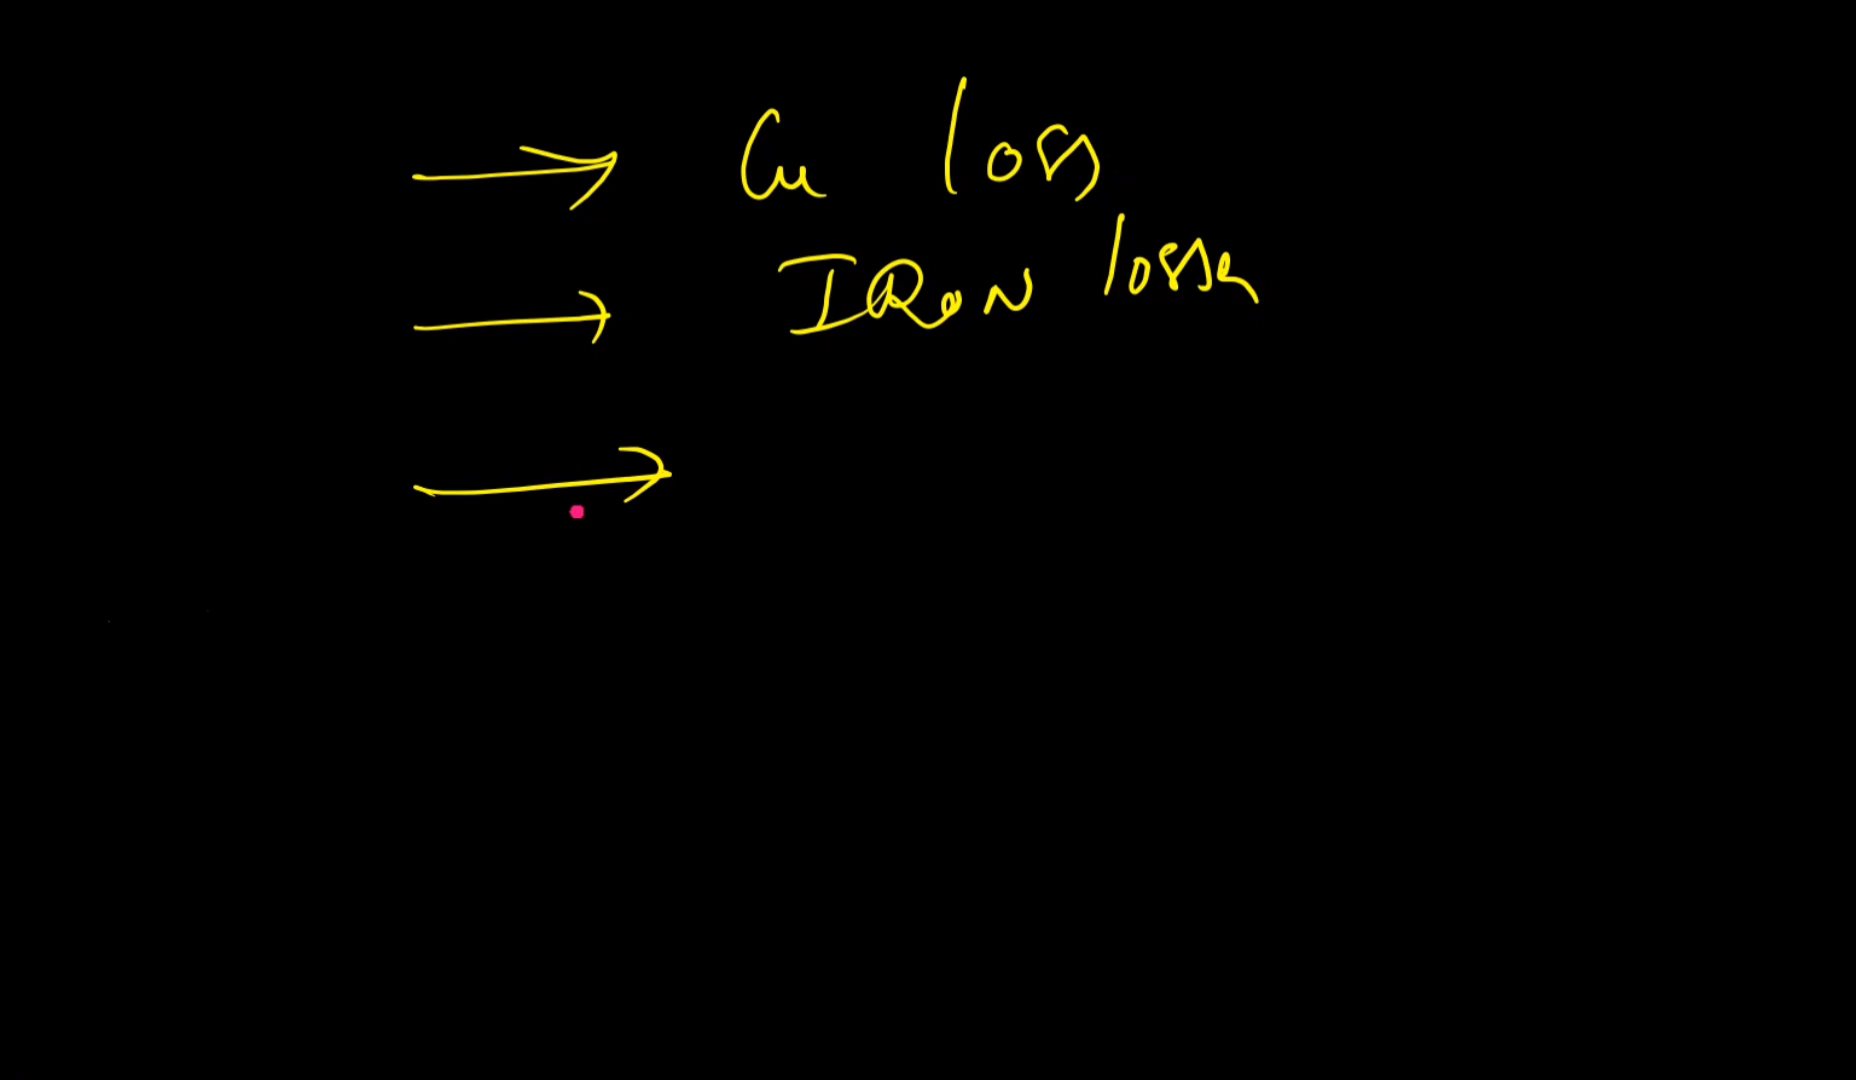 → Cu loss
→ IRON losses
→